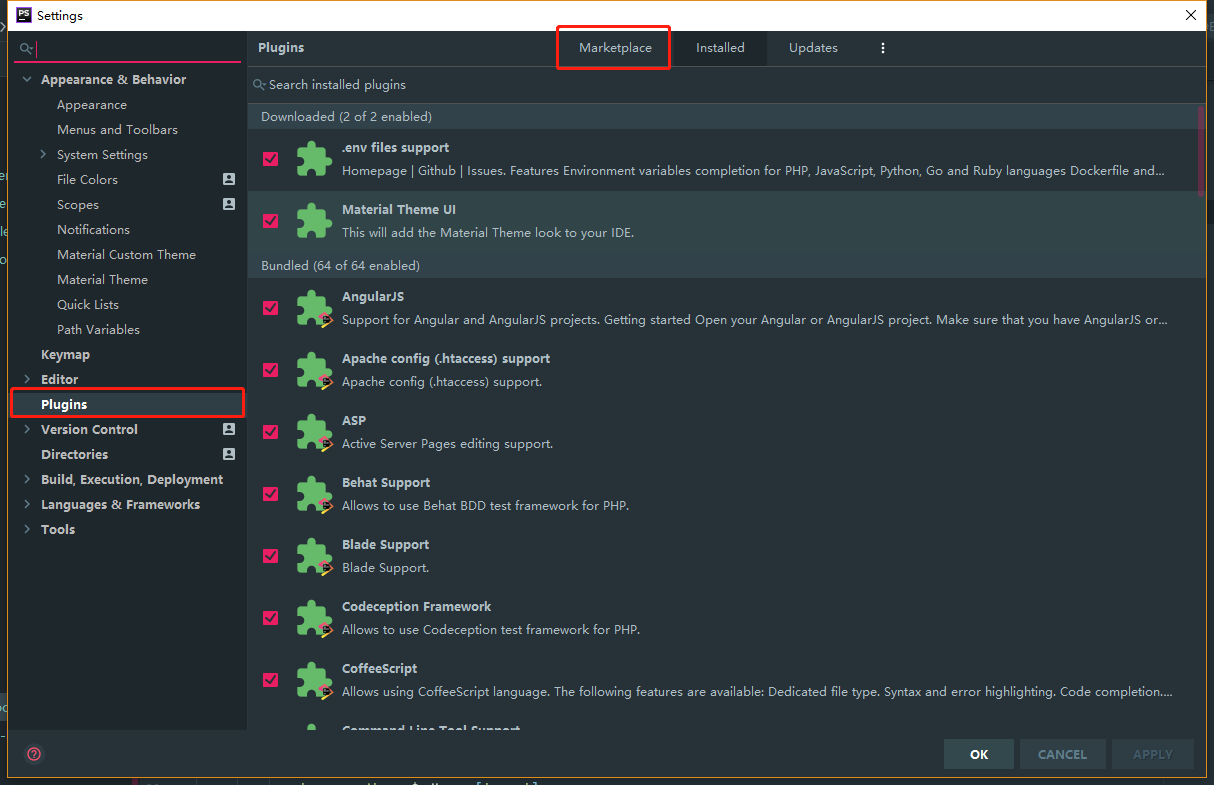 PS
Settings
Plugins
Marketplace
Installed
Updates
Appearance & Behavior
Appearance
Menus and Toolbars
System Settings
File Colors
Scopes
Notifications
Material Custom Theme
Material Theme
Quick Lists
Path Variables
Keymap
Editor
Plugins
Version Control
Directories
Build, Execution, Deployment
Languages & Frameworks
Tools
Search installed plugins
Downloaded (2 of 2 enabled)
.env files support
Homepage | Github | Issues. Features Environment variables completion for PHP, JavaScript, Python, Go and Ruby languages Dockerfile and...
Material Theme UI
This will add the Material Theme look to your IDE.
Bundled (64 of 64 enabled)
AngularJS
Support for Angular and AngularJS projects. Getting started Open your Angular or AngularJS project. Make sure that you have AngularJS or...
Apache config (.htaccess) support
Apache config (.htaccess) support.
ASP
Active Server Pages editing support.
Behat Support
Allows to use Behat BDD test framework for PHP.
Blade Support
Blade Support.
Codeception Framework
Allows to use Codeception test framework for PHP.
CoffeeScript
Allows using CoffeeScript language. The following features are available: Dedicated file type. Syntax and error highlighting. Code completion....
Command Line Tool Support
OK
CANCEL
APPLY